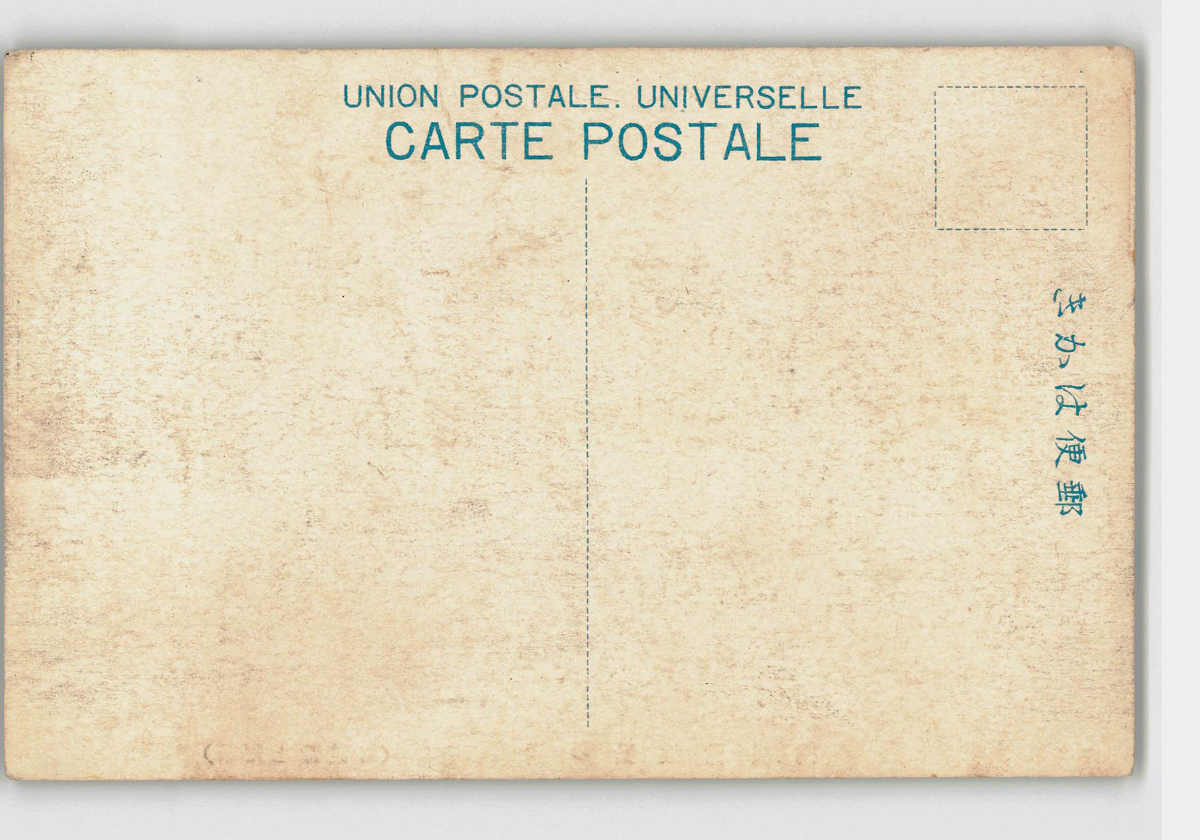 UNION POSTALE. UNIVERSELLE
CARTE POSTALE
郵便はかき